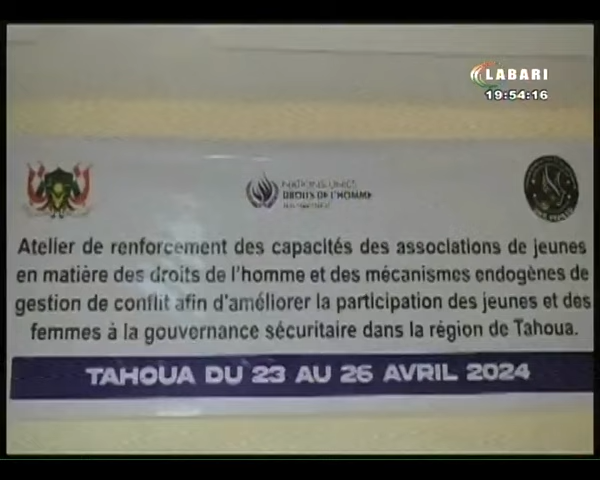 LABARI
19:54:16
NATIONS UNIES
DROITS DE L'HOMME
Atelier de renforcement des capacités des associations de jeunes
en matière des droits de l'homme et des mécanismes endogènes de
gestion de conflit afin d'améliorer la participation des jeunes et des
femmes à la gouvernance sécuritaire dans la région de Tahoua.
TAHOUA DU 23 AU 26 AVRIL 2024